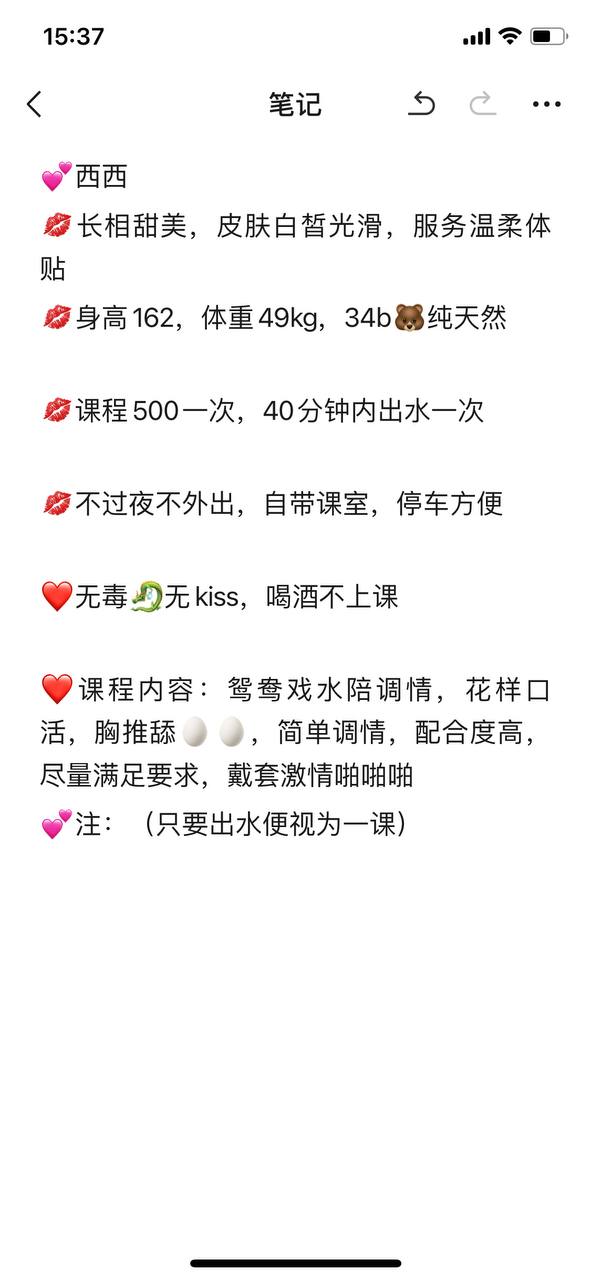 15:37
笔记
💕西西
💋长相甜美，皮肤白皙光滑，服务温柔体
贴
💋身高162，体重49kg，34b🐻纯天然
💋课程500一次，40分钟内出水一次
💋不过夜不外出，自带课室，停车方便
❤️无毒🐉无kiss，喝酒不上课
❤️课程内容：鸳鸯戏水陪调情，花样口
活，胸推舔🥚🥚，简单调情，配合度高，
尽量满足要求，戴套激情啪啪啪
💕注：（只要出水便视为一课）